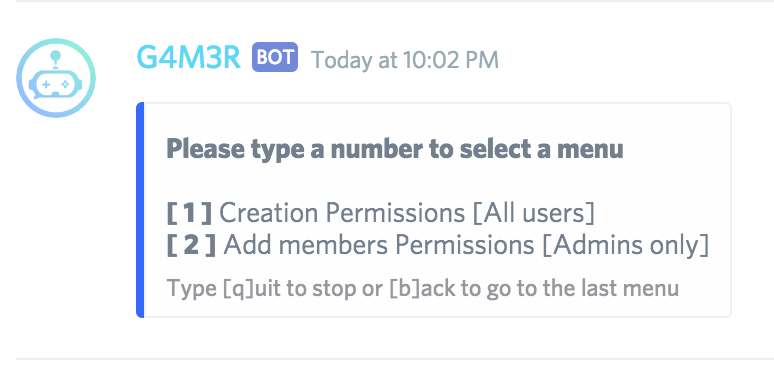 G4M3R BOT Today at 10:02 PM
Please type a number to select a menu
[ 1 ] Creation Permissions [All users]
[ 2 ] Add members Permissions [Admins only]
Type [q]uit to stop or [b]ack to go to the last menu